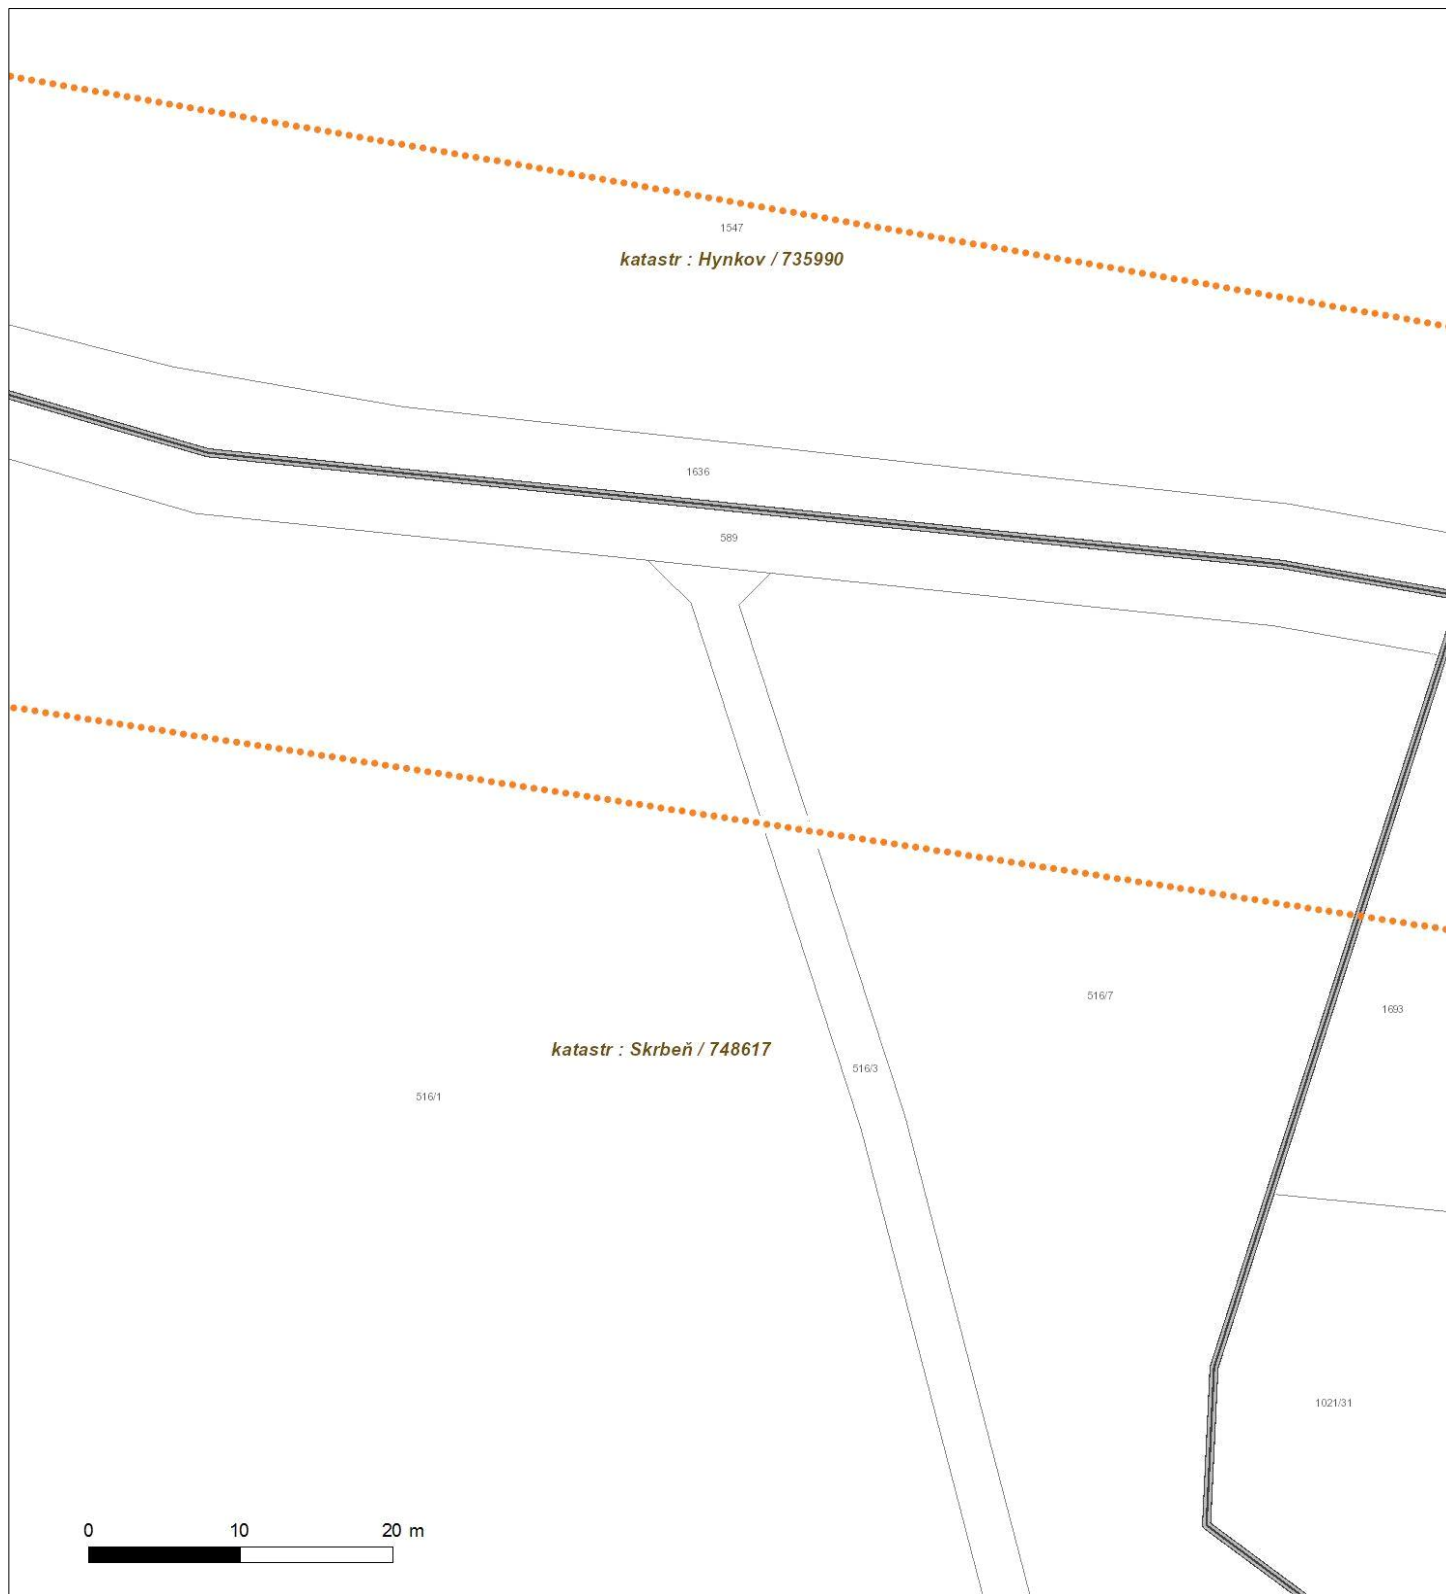 1547
katastr : Hynkov / 735990
1636
589
516/7
1693
katastr : Skrbeň / 748617
516/3
516/1
1021/31
0 10 20 m